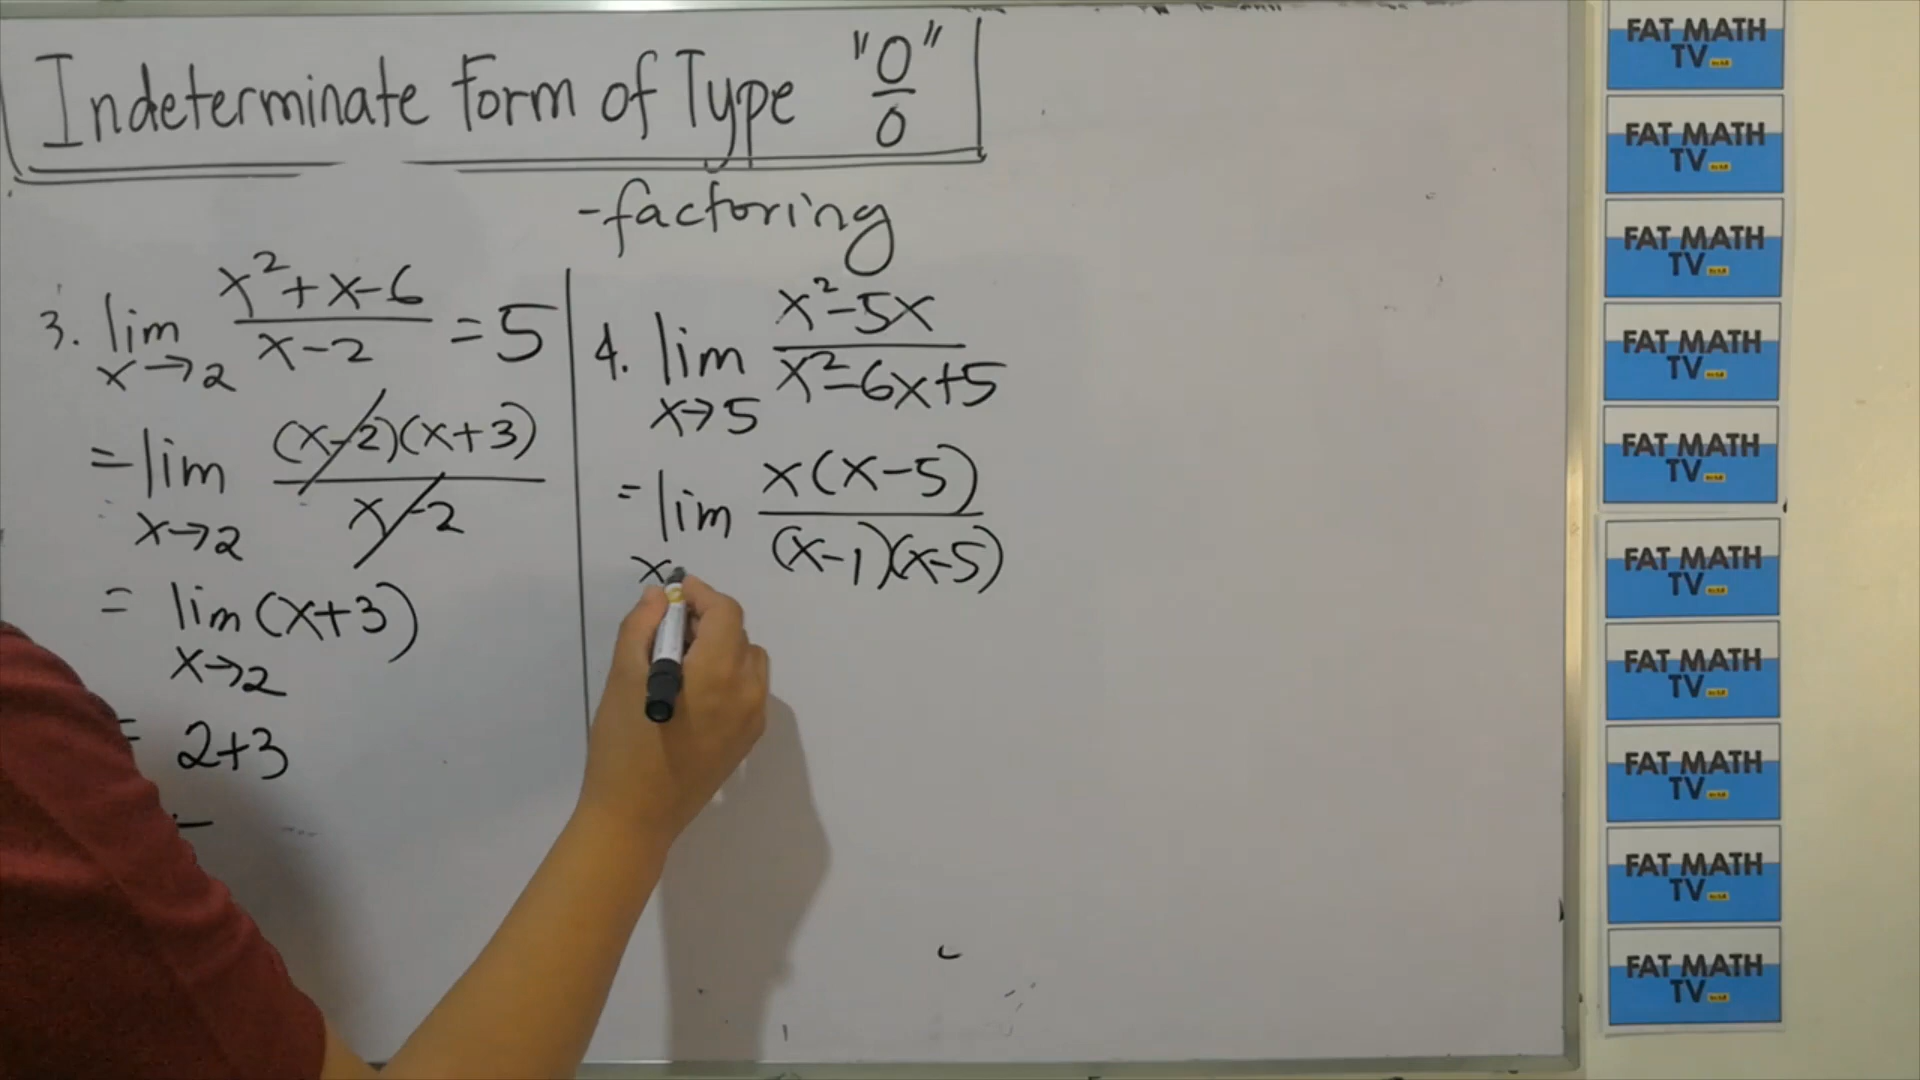 Indeterminate Form of Type "0/0"
-factoring
3. lim x→2 x²+x-6 / x-2 = 5
= lim x→2 (x-2)(x+3) / x-2
= lim x→2 (x+3)
= 2+3
4. lim x→5 x²-5x / x²-6x+5
= lim x x(x-5) / (x-1)(x-5)
FAT MATH
TV
FAT MATH
TV
FAT MATH
TV
FAT MATH
TV
FAT MATH
TV
FAT MATH
TV
FAT MATH
TV
FAT MATH
TV
FAT MATH
TV
FAT MATH
TV